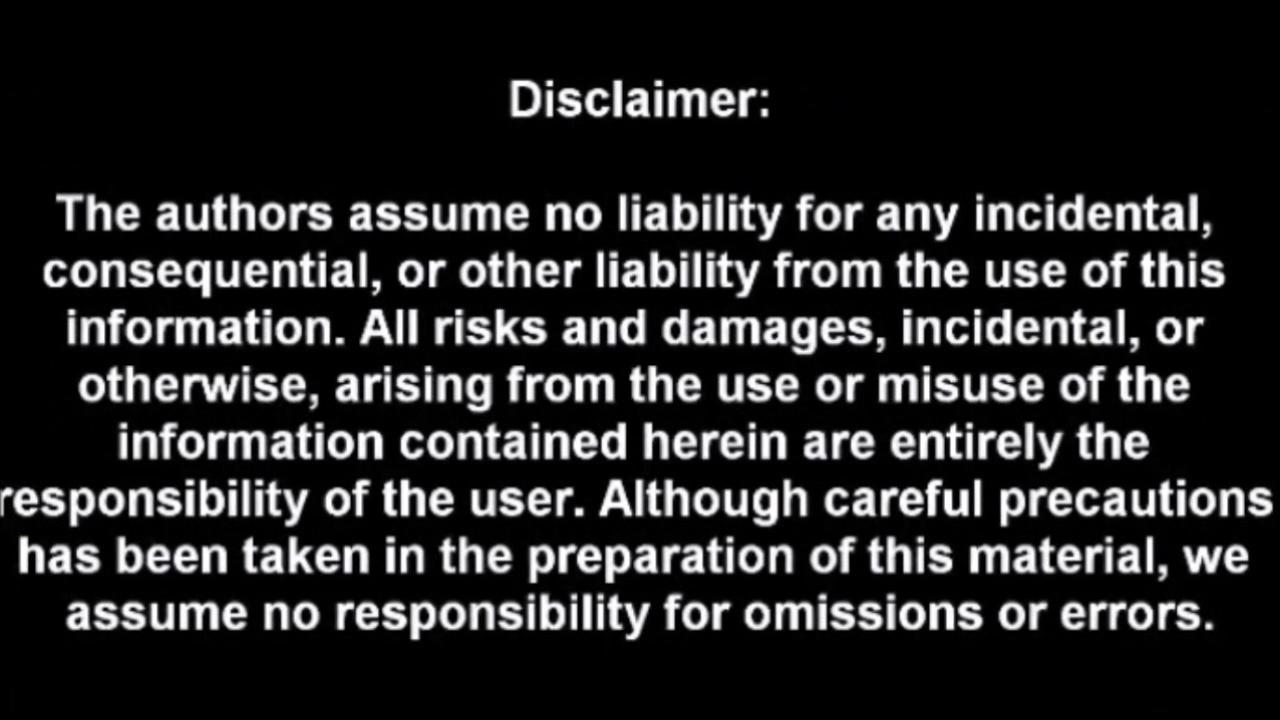 Disclaimer:
The authors assume no liability for any incidental,
consequential, or other liability from the use of this
information. All risks and damages, incidental, or
otherwise, arising from the use or misuse of the
information contained herein are entirely the
responsibility of the user. Although careful precautions
has been taken in the preparation of this material, we
assume no responsibility for omissions or errors.